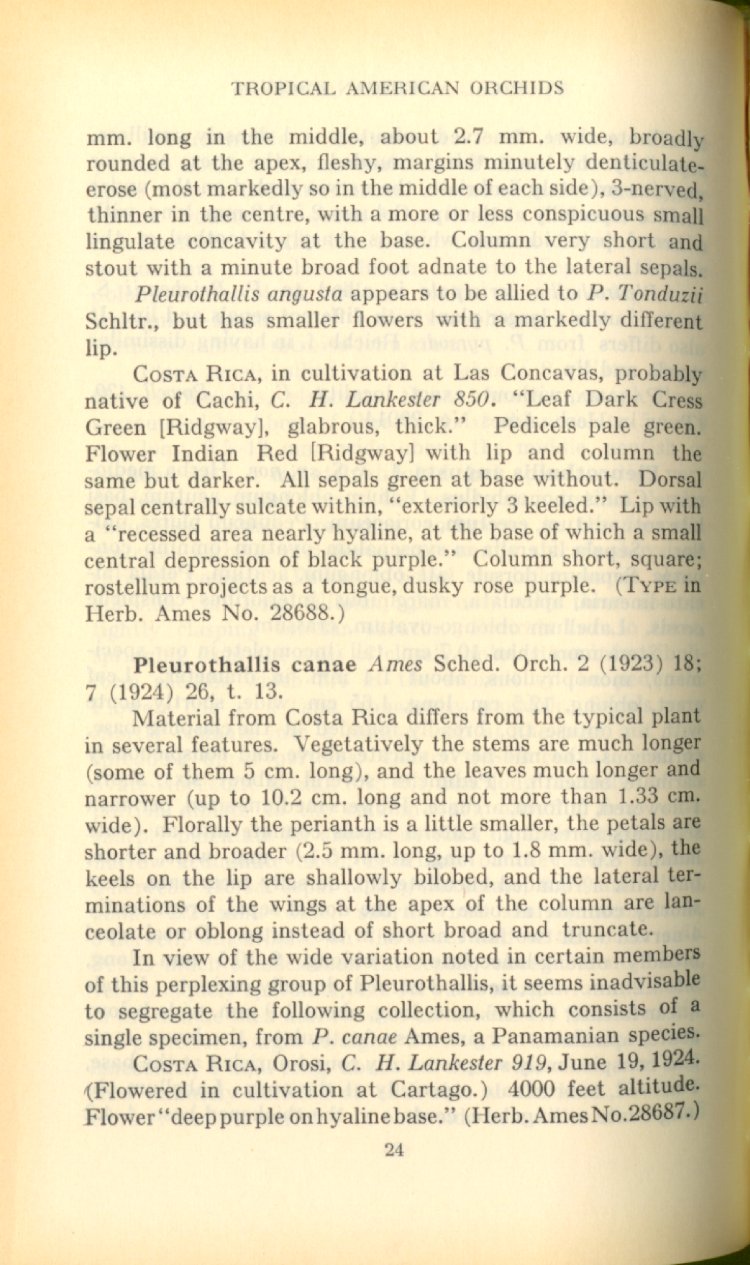 TROPICAL AMERICAN ORCHIDS
mm. long in the middle, about 2.7 mm. wide, broadly
rounded at the apex, fleshy, margins minutely denticulate-
erose (most markedly so in the middle of each side), 3-nerved,
thinner in the centre, with a more or less conspicuous small
lingulate concavity at the base. Column very short and
stout with a minute broad foot adnate to the lateral sepals.
Pleurothallis angusta appears to be allied to P. Tonduzii
Schltr., but has smaller flowers with a markedly different
lip.
COSTA RICA, in cultivation at Las Concavas, probably
native of Cachi, C. H. Lankester 850. “Leaf Dark Cress
Green [Ridgway], glabrous, thick.” Pedicels pale green.
Flower Indian Red [Ridgway] with lip and column the
same but darker. All sepals green at base without. Dorsal
sepal centrally sulcate within, “exteriorly 3 keeled.” Lip with
a “recessed area nearly hyaline, at the base of which a small
central depression of black purple.” Column short, square;
rostellum projects as a tongue, dusky rose purple. (TYPE in
Herb. Ames No. 28688.)
Pleurothallis canae Ames Sched. Orch. 2 (1923) 18;
7 (1924) 26, t. 13.
Material from Costa Rica differs from the typical plant
in several features. Vegetatively the stems are much longer
(some of them 5 cm. long), and the leaves much longer and
narrower (up to 10.2 cm. long and not more than 1.33 cm.
wide). Florally the perianth is a little smaller, the petals are
shorter and broader (2.5 mm. long, up to 1.8 mm. wide), the
keels on the lip are shallowly bilobed, and the lateral ter-
minations of the wings at the apex of the column are lan-
ceolate or oblong instead of short broad and truncate.
In view of the wide variation noted in certain members
of this perplexing group of Pleurothallis, it seems inadvisable
to segregate the following collection, which consists of a
single specimen, from P. canae Ames, a Panamanian species.
COSTA RICA, Orosi, C. H. Lankester 919, June 19, 1924.
(Flowered in cultivation at Cartago.) 4000 feet altitude.
Flower “deep purple on hyaline base.” (Herb. Ames No. 28687.)
24